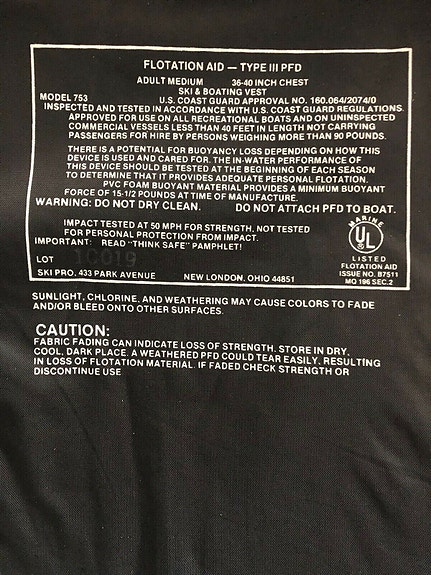 FLOTATION AID — TYPE III PFD
ADULT MEDIUM 36-40 INCH CHEST
SKI & BOATING VEST
MODEL 753 U.S. COAST GUARD APPROVAL NO. 160.064/2074/0
INSPECTED AND TESTED IN ACCORDANCE WITH U.S. COAST GUARD REGULATIONS.
APPROVED FOR USE ON ALL RECREATIONAL BOATS AND ON UNINSPECTED
COMMERCIAL VESSELS LESS THAN 40 FEET IN LENGTH NOT CARRYING
PASSENGERS FOR HIRE BY PERSONS WEIGHING MORE THAN 90 POUNDS.
THERE IS A POTENTIAL FOR BUOYANCY LOSS DEPENDING ON HOW THIS
DEVICE IS USED AND CARED FOR. THE IN-WATER PERFORMANCE OF
THIS DEVICE SHOULD BE TESTED AT THE BEGINNING OF EACH SEASON
TO DETERMINE THAT IT PROVIDES ADEQUATE PERSONAL FLOTATION.
PVC FOAM BUOYANT MATERIAL PROVIDES A MINIMUM BUOYANT
FORCE OF 15-1/2 POUNDS AT TIME OF MANUFACTURE.
WARNING: DO NOT DRY CLEAN. DO NOT ATTACH PFD TO BOAT.
IMPACT TESTED AT 50 MPH FOR STRENGTH, NOT TESTED
FOR PERSONAL PROTECTION FROM IMPACT.
IMPORTANT: READ "THINK SAFE" PAMPHLET!
MARINE
UL
LISTED
FLOTATION AID
ISSUE NO. B7511
MQ 196 SEC.2
LOT 10019
SKI PRO, 433 PARK AVENUE NEW LONDON, OHIO 44851
SUNLIGHT, CHLORINE, AND WEATHERING MAY CAUSE COLORS TO FADE
AND/OR BLEED ONTO OTHER SURFACES.
CAUTION:
FABRIC FADING CAN INDICATE LOSS OF STRENGTH. STORE IN DRY,
COOL, DARK PLACE. A WEATHERED PFD COULD TEAR EASILY, RESULTING
IN LOSS OF FLOTATION MATERIAL. IF FADED CHECK STRENGTH OR
DISCONTINUE USE